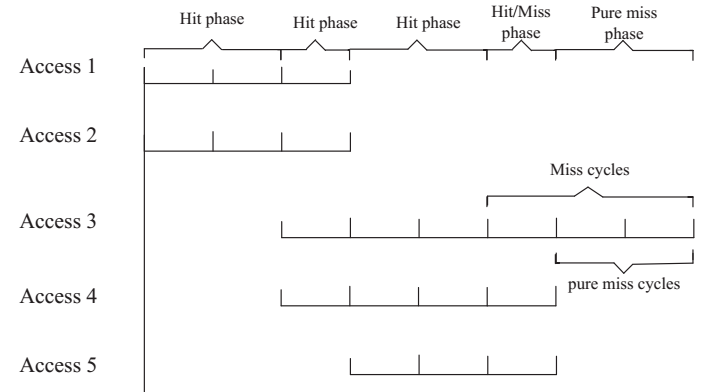 Hit phase
Hit phase
Hit phase
Hit/Miss
phase
Pure miss
phase
Access 1
Access 2
Miss cycles
Access 3
pure miss cycles
Access 4
Access 5